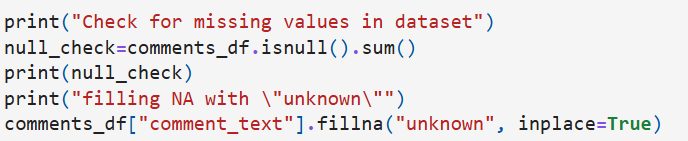 print("Check for missing values in dataset")
null_check=comments_df.isnull().sum()
print(null_check)
print("filling NA with \"unknown\"")
comments_df["comment_text"].fillna("unknown", inplace=True)